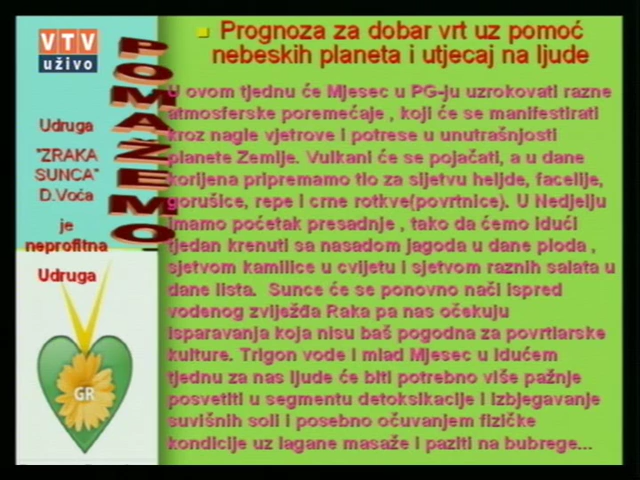 VTV
uživo
POMAŽEMO
Udruga
"ZRAKA
SUNCA"
D.Voća
je
neprofitna
Udruga
GR
Prognoza za dobar vrt uz pomoć
nebeskih planeta i utjecaj na ljude
U ovom tjednu će Mjesec u PG-ju uzrokovati razne
atmosferske poremećaje , koji će se manifestirati
kroz nagle vjetrove i potrese u unutrašnjosti
planete Zemlje. Vulkani će se pojačati, a u dane
korijena pripremamo tlo za sijetvu heljde, facelije,
gorušice, repe i crne rotkve(povrtnice). U Nedjelju
imamo početak presadnje , tako da ćemo idući
tjedan krenuti sa nasadom jagoda u dane ploda ,
sjetvom kamilice u cvijetu i sjetvom raznih salata u
dane lista. Sunce će se ponovno nači ispred
vodenog zviježđa Raka pa nas očekuju
isparavanja koja nisu baš pogodna za povrtlarske
kulture. Trigon vode i mlad Mjesec u idućem
tjednu za nas ljude će biti potrebno više pažnje
posvetiti u segmentu detoksikacije i izbjegavanje
suvišnih soli i posebno očuvanjem fizičke
kondicije uz lagane masaže i paziti na bubrege...